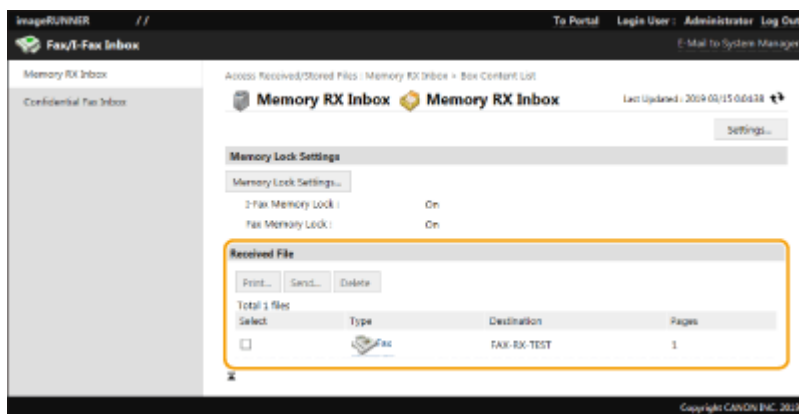 imageRUNNER // To Portal Login User : Administrator Log Out
Fax/I-Fax Inbox E-Mail to System Manager
Memory RX Inbox
Confidential Fax Inbox
Access Received/Stored Files : Memory RX Inbox > Box Content List
Memory RX Inbox Memory RX Inbox Last Updated : 2019 03/15
Settings...
Memory Lock Settings
Memory Lock Settings...
I-Fax Memory Lock : On
Fax Memory Lock : On
Received File
Print... Send... Delete
Total 1 files
Select Type Destination Pages
Fax FAX-RX-TEST 1
Copyright CANON INC.